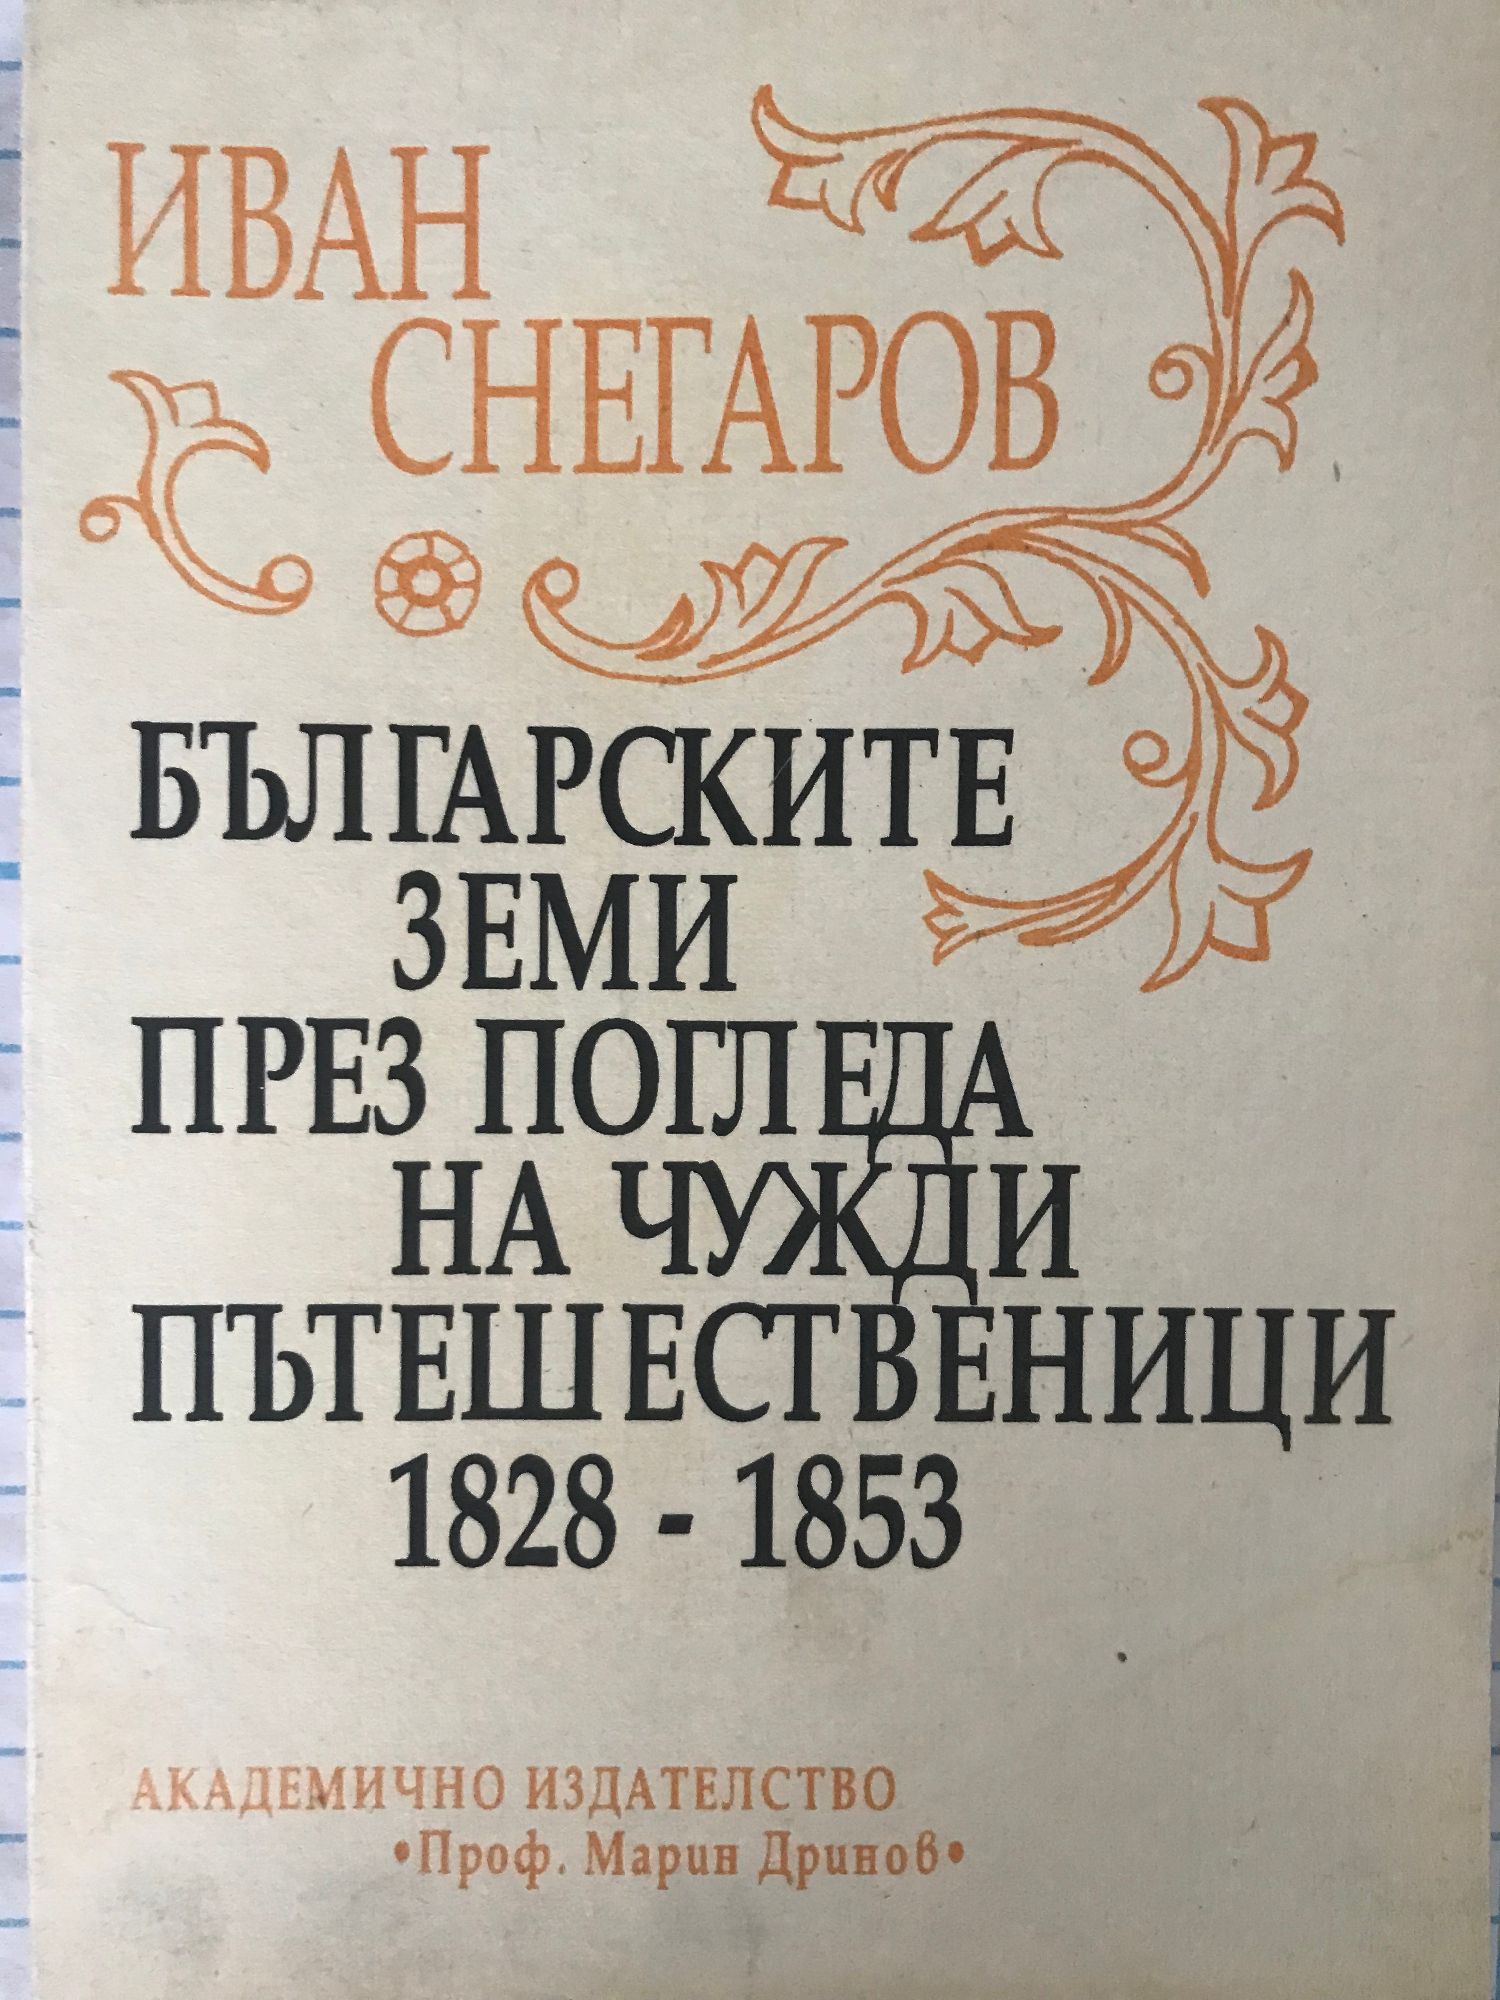 ИВАН
СНЕГАРОВ
БЪЛГАРСКИТЕ
ЗЕМИ
ПРЕЗ ПОГЛЕДА
НА ЧУЖДИ
ПЪТЕШЕСТВЕНИЦИ
1828 - 1853
АКАДЕМИЧНО ИЗДАТЕЛСТВО
•Проф. Марин Дринов•